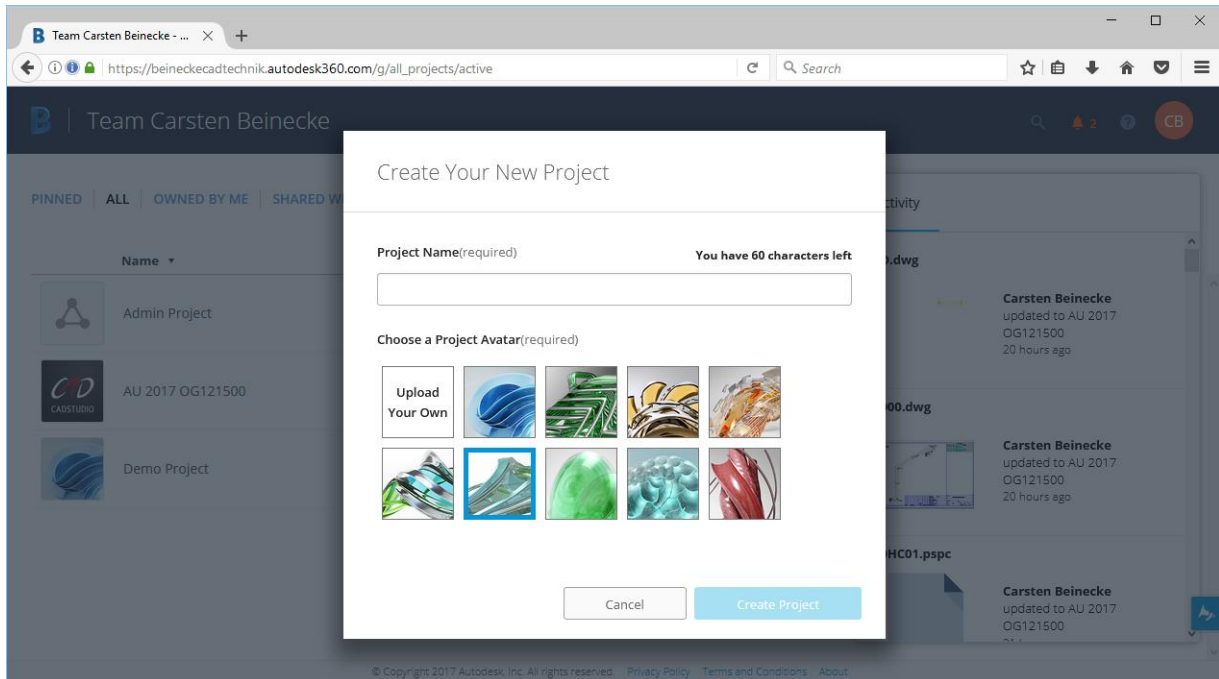 B Team Carsten Beinecke - ...
https://beineckecadtechnik.autodesk360.com/g/all_projects/active
Search
B | Team Carsten Beinecke
2
CB
PINNED ALL OWNED BY ME SHARED W
ctivity
Name
Admin Project
CAD
CADSTUDIO
AU 2017 OG121500
Demo Project
Create Your New Project
Project Name(required)
You have 60 characters left
Choose a Project Avatar(required)
Upload
Your Own
Cancel
Create Project
.dwg
Carsten Beinecke
updated to AU 2017
OG121500
20 hours ago
00.dwg
Carsten Beinecke
updated to AU 2017
OG121500
20 hours ago
HC01.pspc
Carsten Beinecke
updated to AU 2017
OG121500
© Copyright 2017 Autodesk, Inc. All rights reserved. Privacy Policy Terms and Conditions About